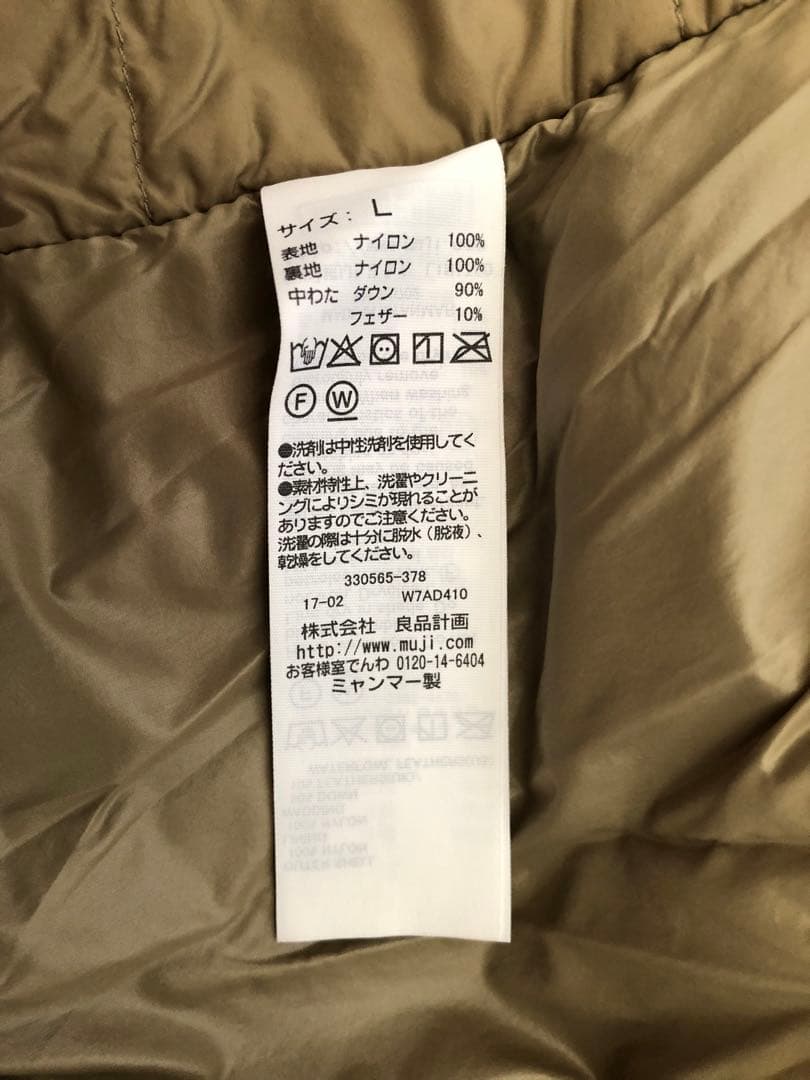 サイズ: L
表地 ナイロン 100%
裏地 ナイロン 100%
中わた ダウン 90%
フェザー 10%
F W
●洗剤は中性洗剤を使用してく
ださい。
●素材特性上、洗濯やクリーニ
ングによりシミが現れることが
ありますのでご注意ください。
洗濯の際は十分に脱水(脱液)、
乾燥をしてください。
330565-378
17-02 W7AD410
株式会社 良品計画
http://www.muji.com
お客様室でんわ 0120-14-6404
ミャンマー製